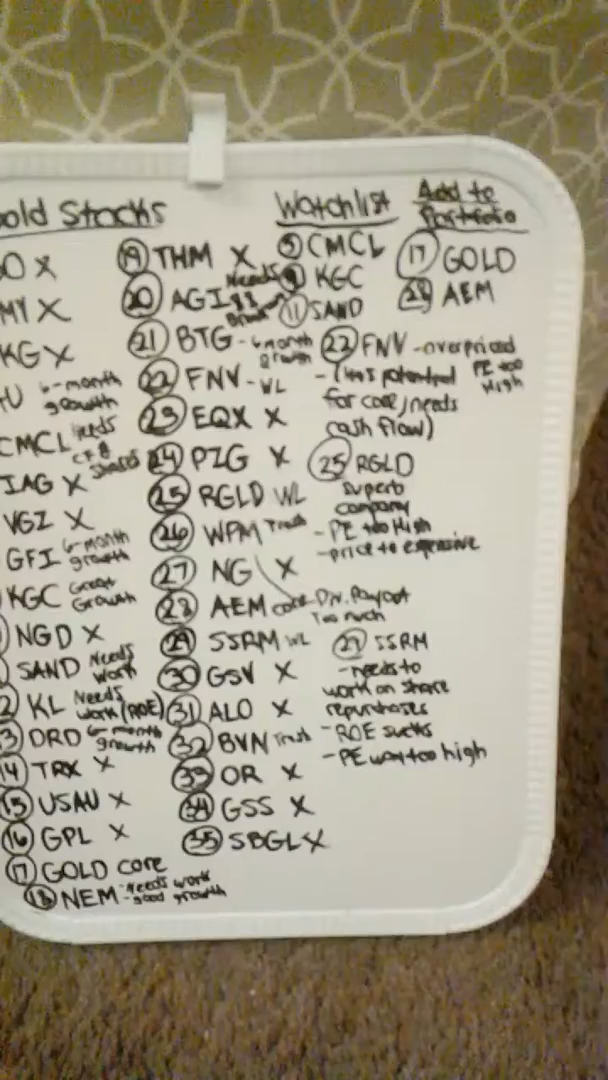 old Stocks
O X
MY X
KG X
U 6-month growth
CMCL Needs CF & Shares
IAG X
VGZ X
GFI 6-month growth
KGC Great Growth
NGD X
SAND Needs work
2 KL Needs work (ROE)
13 DRD 6-month growth
14 TRX X
15 USAU X
16 GPL X
17 GOLD core
18 NEM - needs work
- good growth
19 THM X
20 AGI Needs
21 BTG - 6 month growth
22 FNV - WL
23 EQX X
24 PZG X
25 RGLD WL
26 WPM Trash
27 NG X
28 AEM core Div. Payout
Too much
29 SSRM WL
30 GSV X
31 ALO X
32 BVN Trash
33 OR X
34 GSS X
35 SBGL X
Watchlist
5 CMCL
9 KGC
11 SAND
22 FNV - overpriced
PE too High
- (Has potential
for core, needs
cash flow)
25 RGLD
superb
company
- PE too High
- price to expensive
29 SSRM
- needs to
work on share
repurchases
- ROE sucks
- PE way too high
Add to
Portfolio
17 GOLD
28 AEM